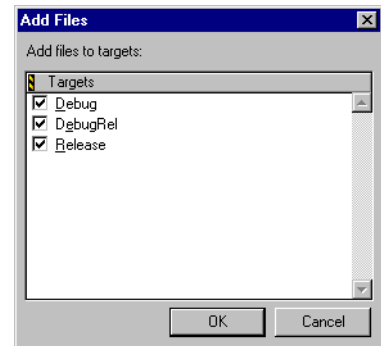 Add Files
Add files to targets:
Targets
Debug
DebugRel
Release
OK Cancel